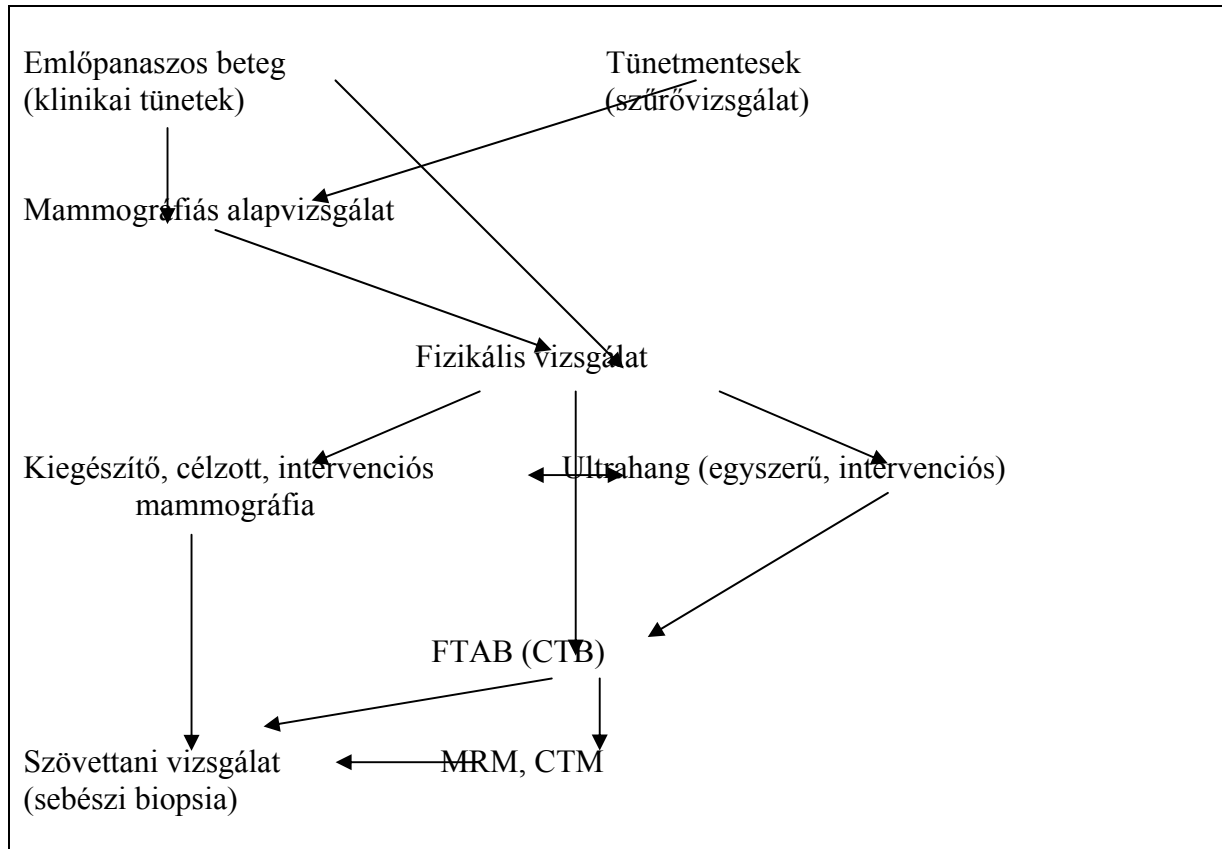 Emlőpanaszos beteg
(klinikai tünetek)
Tünetmentesek
(szűrővizsgálat)
Mammográfiás alapvizsgálat
Fizikális vizsgálat
Kiegészítő, célzott, intervenciós
mammográfia
Ultrahang (egyszerű, intervenciós)
FTAB (CTB)
Szövettani vizsgálat
(sebészi biopsia)
MRM, CTM